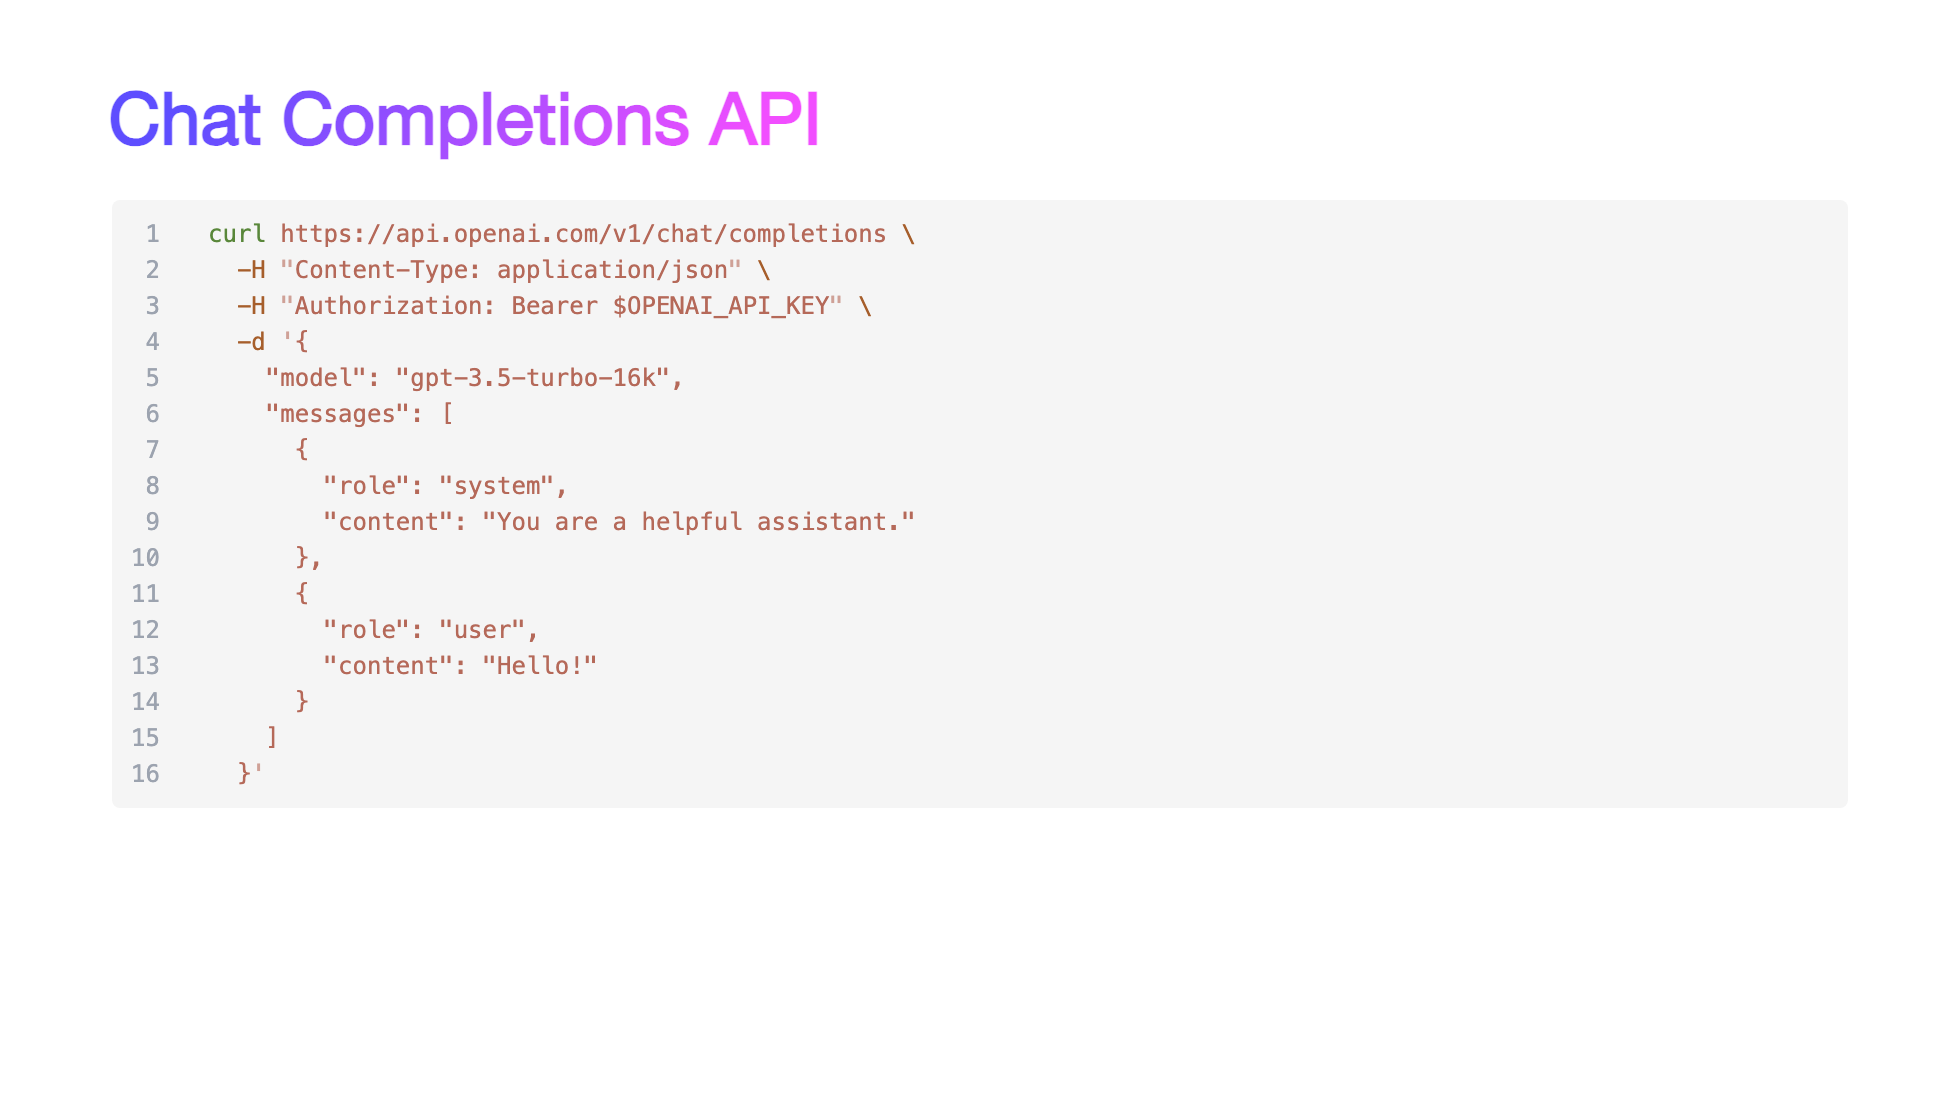 Chat Completions API
1 curl https://api.openai.com/v1/chat/completions \
2   -H "Content-Type: application/json" \
3   -H "Authorization: Bearer $OPENAI_API_KEY" \
4   -d '{
5     "model": "gpt-3.5-turbo-16k",
6     "messages": [
7       {
8         "role": "system",
9         "content": "You are a helpful assistant."
10       },
11       {
12         "role": "user",
13         "content": "Hello!"
14       }
15     ]
16   }'